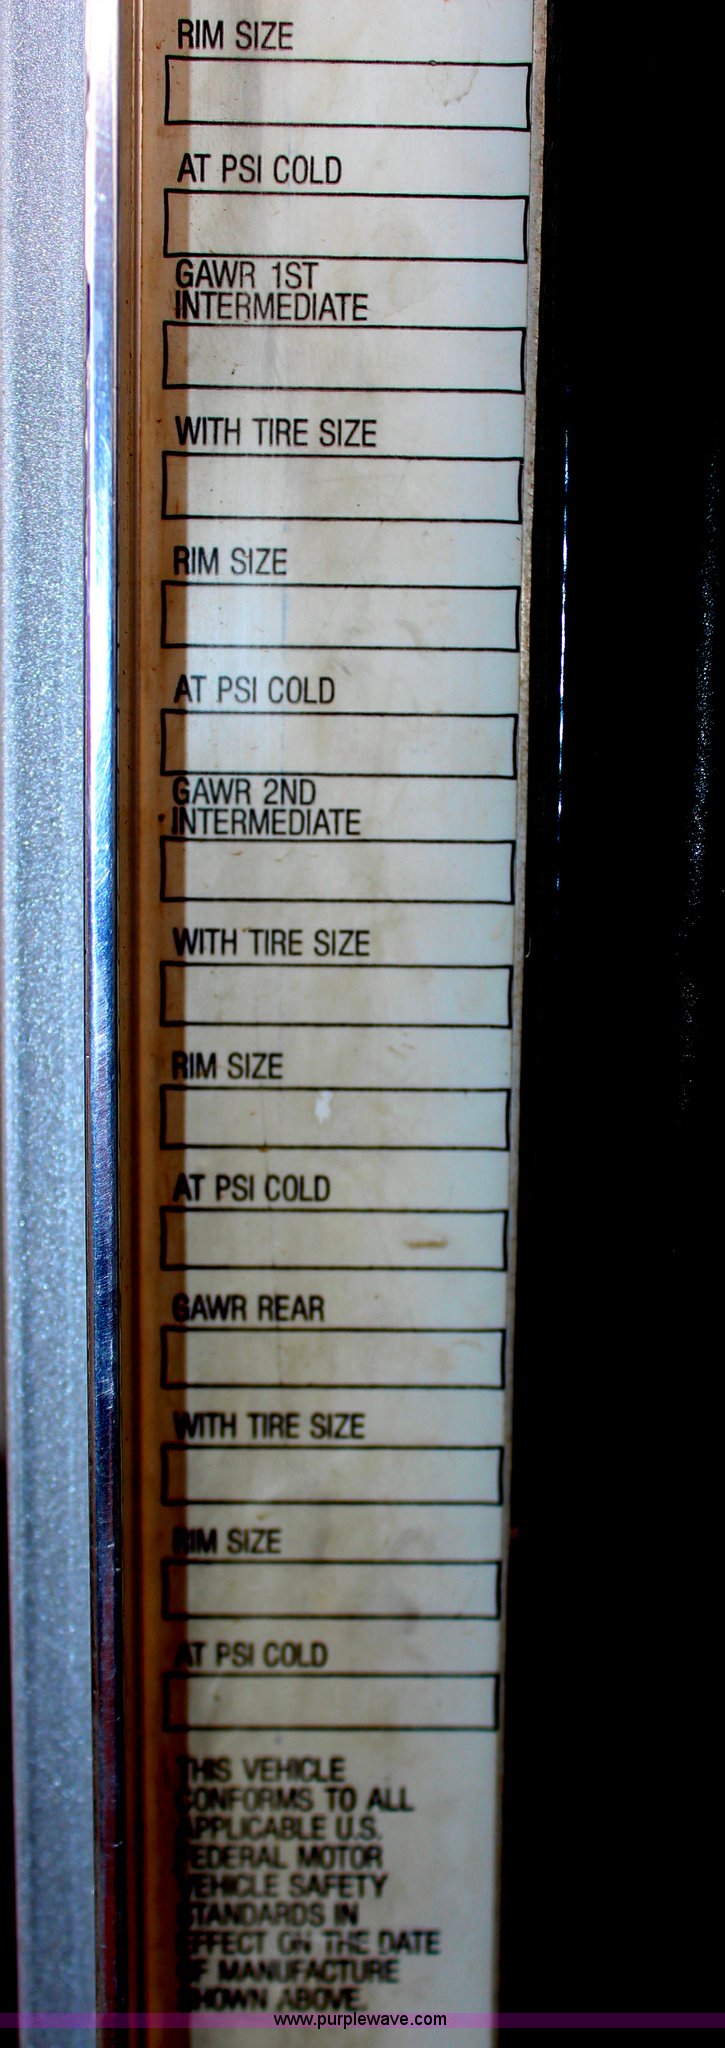 RIM SIZE
AT PSI COLD
GAWR 1ST
INTERMEDIATE
WITH TIRE SIZE
RIM SIZE
AT PSI COLD
GAWR 2ND
INTERMEDIATE
WITH TIRE SIZE
RIM SIZE
AT PSI COLD
GAWR REAR
WITH TIRE SIZE
RIM SIZE
AT PSI COLD
THIS VEHICLE
CONFORMS TO ALL
APPLICABLE U.S.
FEDERAL MOTOR
VEHICLE SAFETY
STANDARDS IN
EFFECT ON THE DATE
OF MANUFACTURE
SHOWN ABOVE
www.purplewave.com